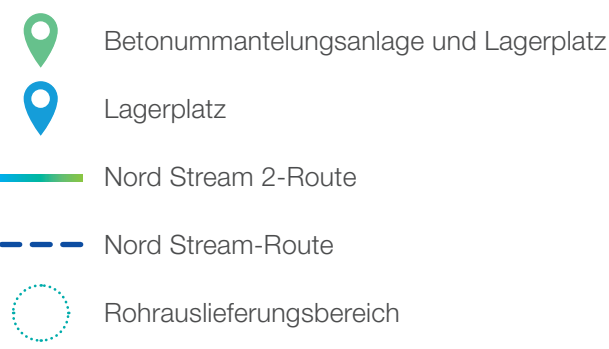 Betonummantelungsanlage und Lagerplatz
Lagerplatz
Nord Stream 2-Route
Nord Stream-Route
Rohrauslieferungsbereich